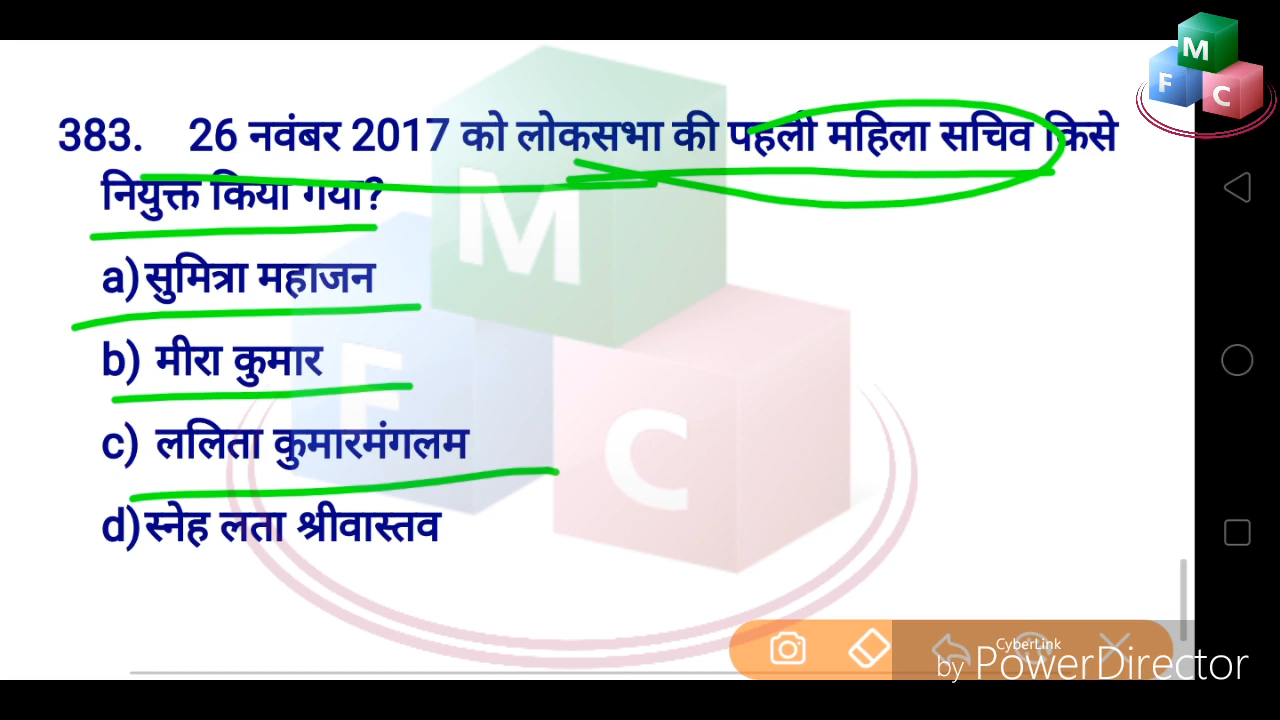 M
F
C
383. 26 नवंबर 2017 को लोकसभा की पहली महिला सचिव किसे
नियुक्त किया गया?
a) सुमित्रा महाजन
b) मीरा कुमार
c) ललिता कुमारमंगलम
d) स्नेह लता श्रीवास्तव
M
F
C
CyberLink
by PowerDirector